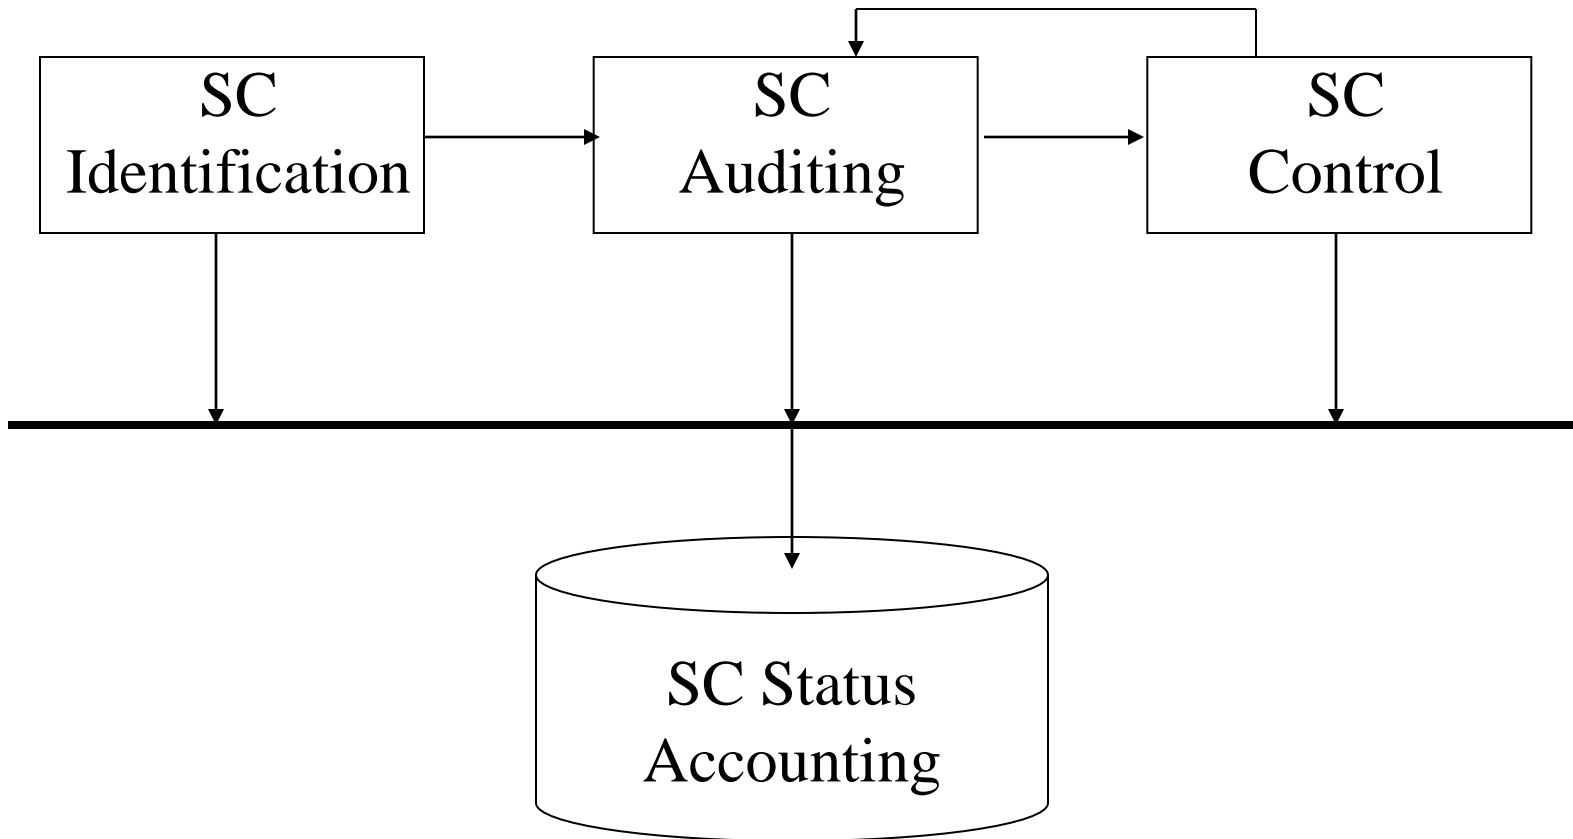 SC
Identification
SC
Auditing
SC
Control
SC Status
Accounting